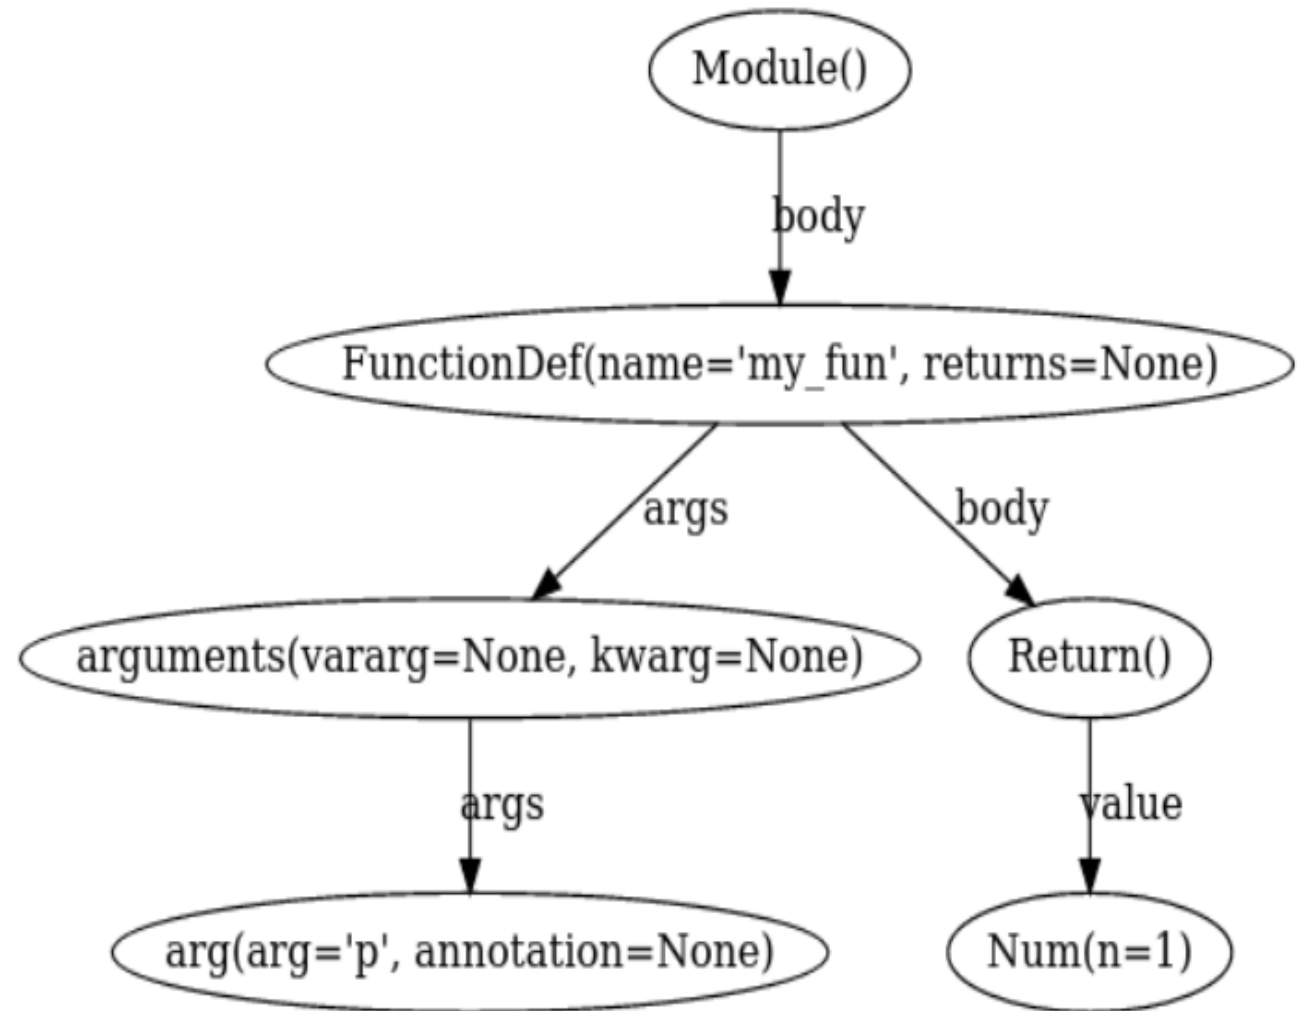 Module()
body
FunctionDef(name='my_fun', returns=None)
args
body
arguments(vararg=None, kwarg=None)
Return()
args
value
arg(arg='p', annotation=None)
Num(n=1)